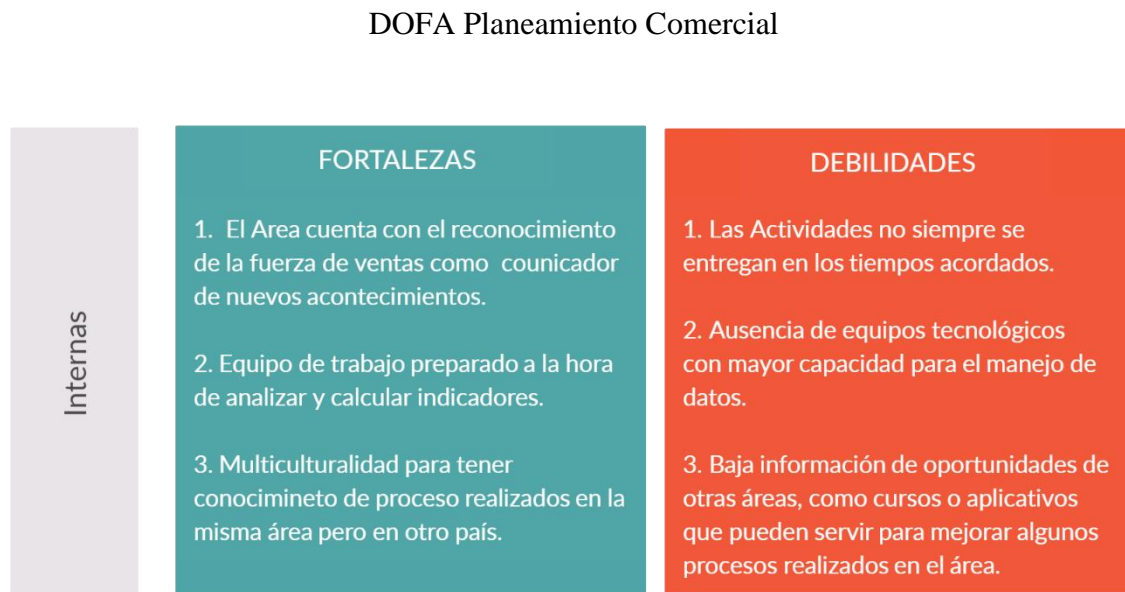 DOFA Planeamiento Comercial
Internas
FORTALEZAS
1. El Area cuenta con el reconocimiento
de la fuerza de ventas como counicador
de nuevos acontecimientos.
2. Equipo de trabajo preparado a la hora
de analizar y calcular indicadores.
3. Multiculturalidad para tener
conocimineto de proceso realizados en la
misma área pero en otro país.
DEBILIDADES
1. Las Actividades no siempre se
entregan en los tiempos acordados.
2. Ausencia de equipos tecnológicos
con mayor capacidad para el manejo de
datos.
3. Baja información de oportunidades de
otras áreas, como cursos o aplicativos
que pueden servir para mejorar algunos
procesos realizados en el área.